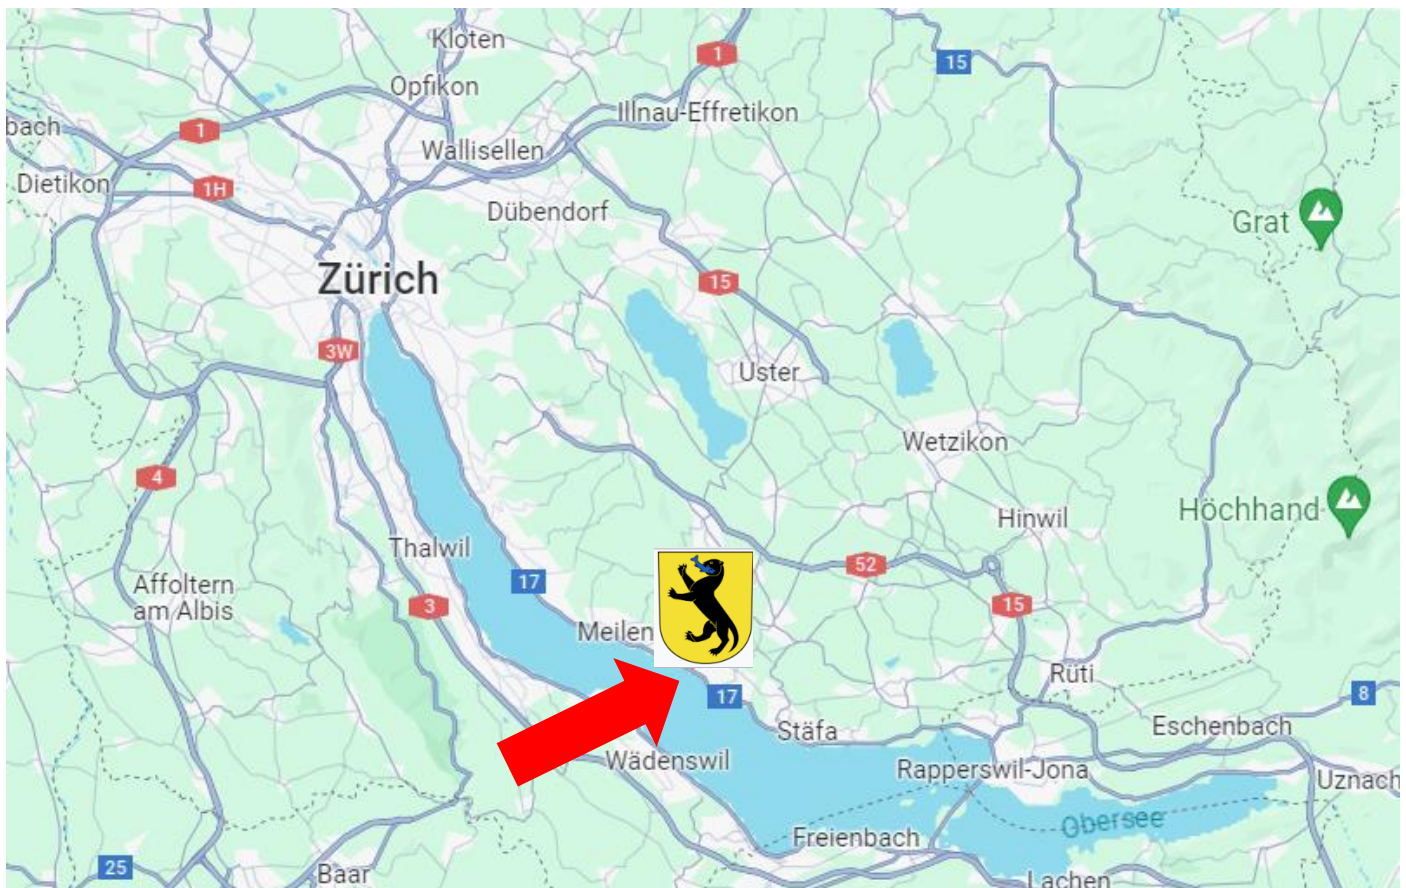 Kloten
1
15
Opfikon
Illnau-Effretikon
bach
1
Wallisellen
Dietikon
1H
Dübendorf
Grat
Zürich
15
3W
Uster
Wetzikon
4
Höchhand
Hinwil
Thalwil
52
17
Affoltern
am Albis
3
15
Meilen
Rüti
17
8
Stäfa
Eschenbach
Wädenswil
Rapperswil-Jona
Uznach
Obersee
Freienbach
25
Baar
Lachen